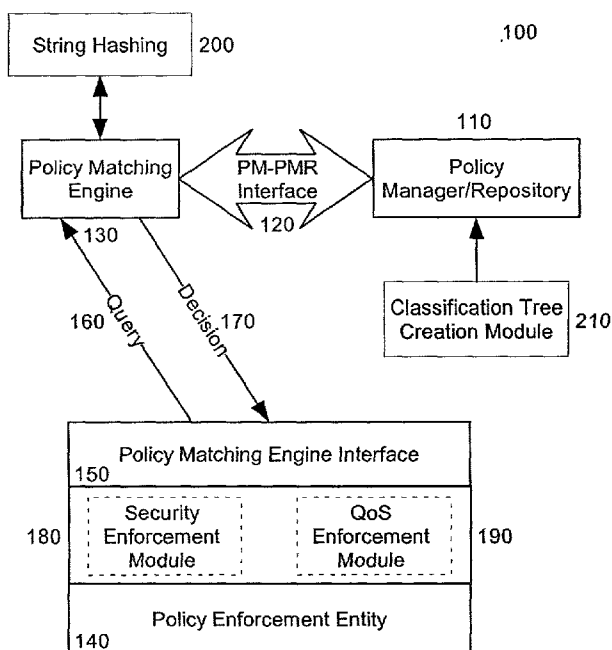 String Hashing 200
.100
110
Policy Matching
Engine
PM-PMR
Interface
Policy
Manager/Repository
120
130
Query
Decision
160
170
Classification Tree
Creation Module
210
Policy Matching Engine Interface
150
180
Security
Enforcement
Module
QoS
Enforcement
Module
190
Policy Enforcement Entity
140